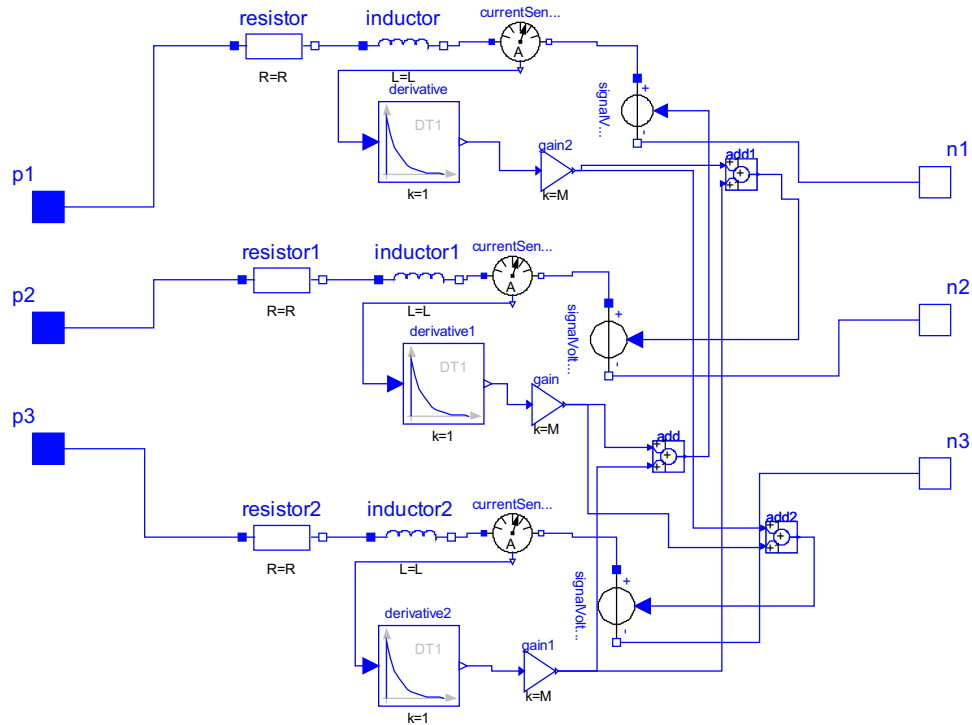 resistor
inductor
currentSen...
A
R=R
L=L
derivative
DT1
k=1
signalV...
+
-
gain2
k=M
add1
+
+
+
p1
n1
resistor1
inductor1
currentSen...
A
R=R
L=L
p2
n2
derivative1
DT1
k=1
signalVolt...
+
-
gain
k=M
add
+
+
+
p3
n3
resistor2
inductor2
currentSen...
A
R=R
L=L
add2
+
+
+
derivative2
DT1
k=1
signalVolt...
+
-
gain1
k=M